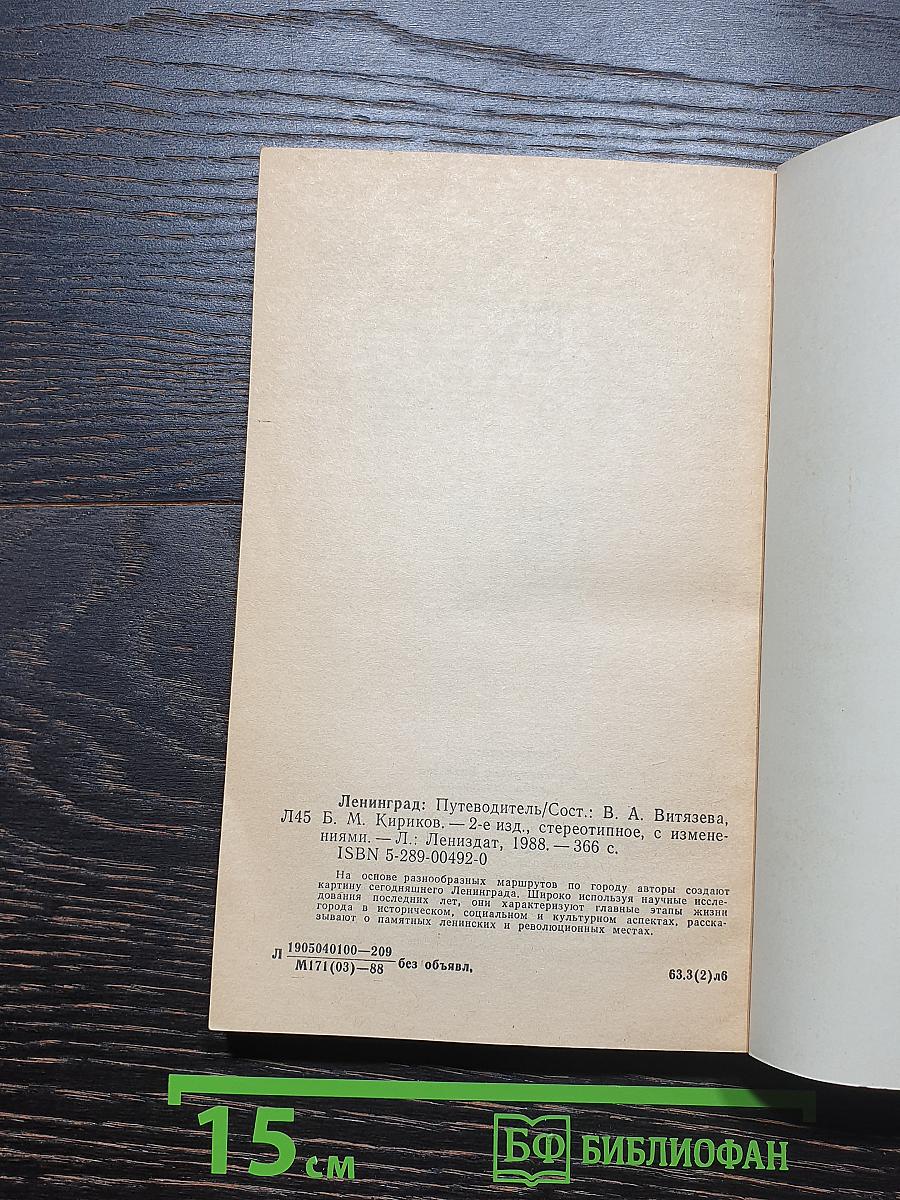 Ленинград: Путеводитель/Сост.: В. А. Витязева,
Л45 Б. М. Кириков. — 2-е изд., стереотипное, с измене-
ниями. — Л.: Лениздат, 1988. — 366 с.
ISBN 5-289-00492-0
На основе разнообразных маршрутов по городу авторы создают
картину сегодняшнего Ленинграда. Широко используя научные иссле-
дования последних лет, они характеризуют главные этапы жизни
города в историческом, социальном и культурном аспектах, расска-
зывают о памятных ленинских и революционных местах.
Л 1905040100—209
М171(03)—88 без объявл.
63.3(2)л6
15 см
БФ БИБЛИОФАН